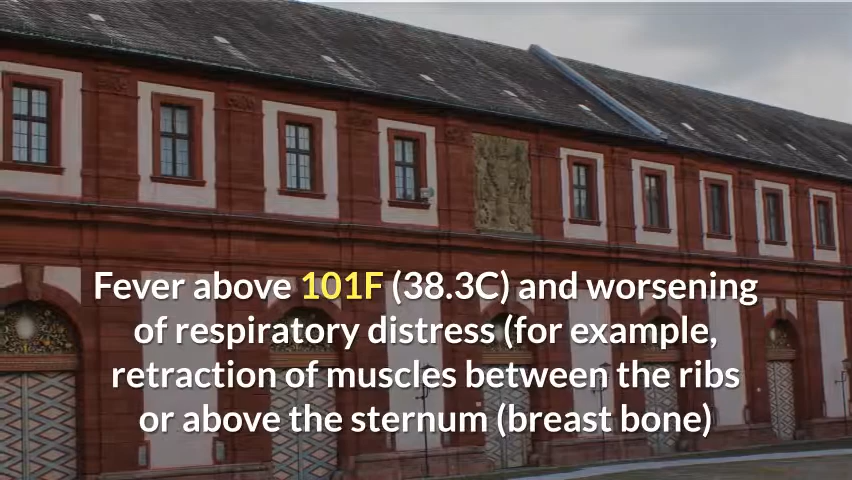 Fever above 101F (38.3C) and worsening
of respiratory distress (for example,
retraction of muscles between the ribs
or above the sternum (breast bone)